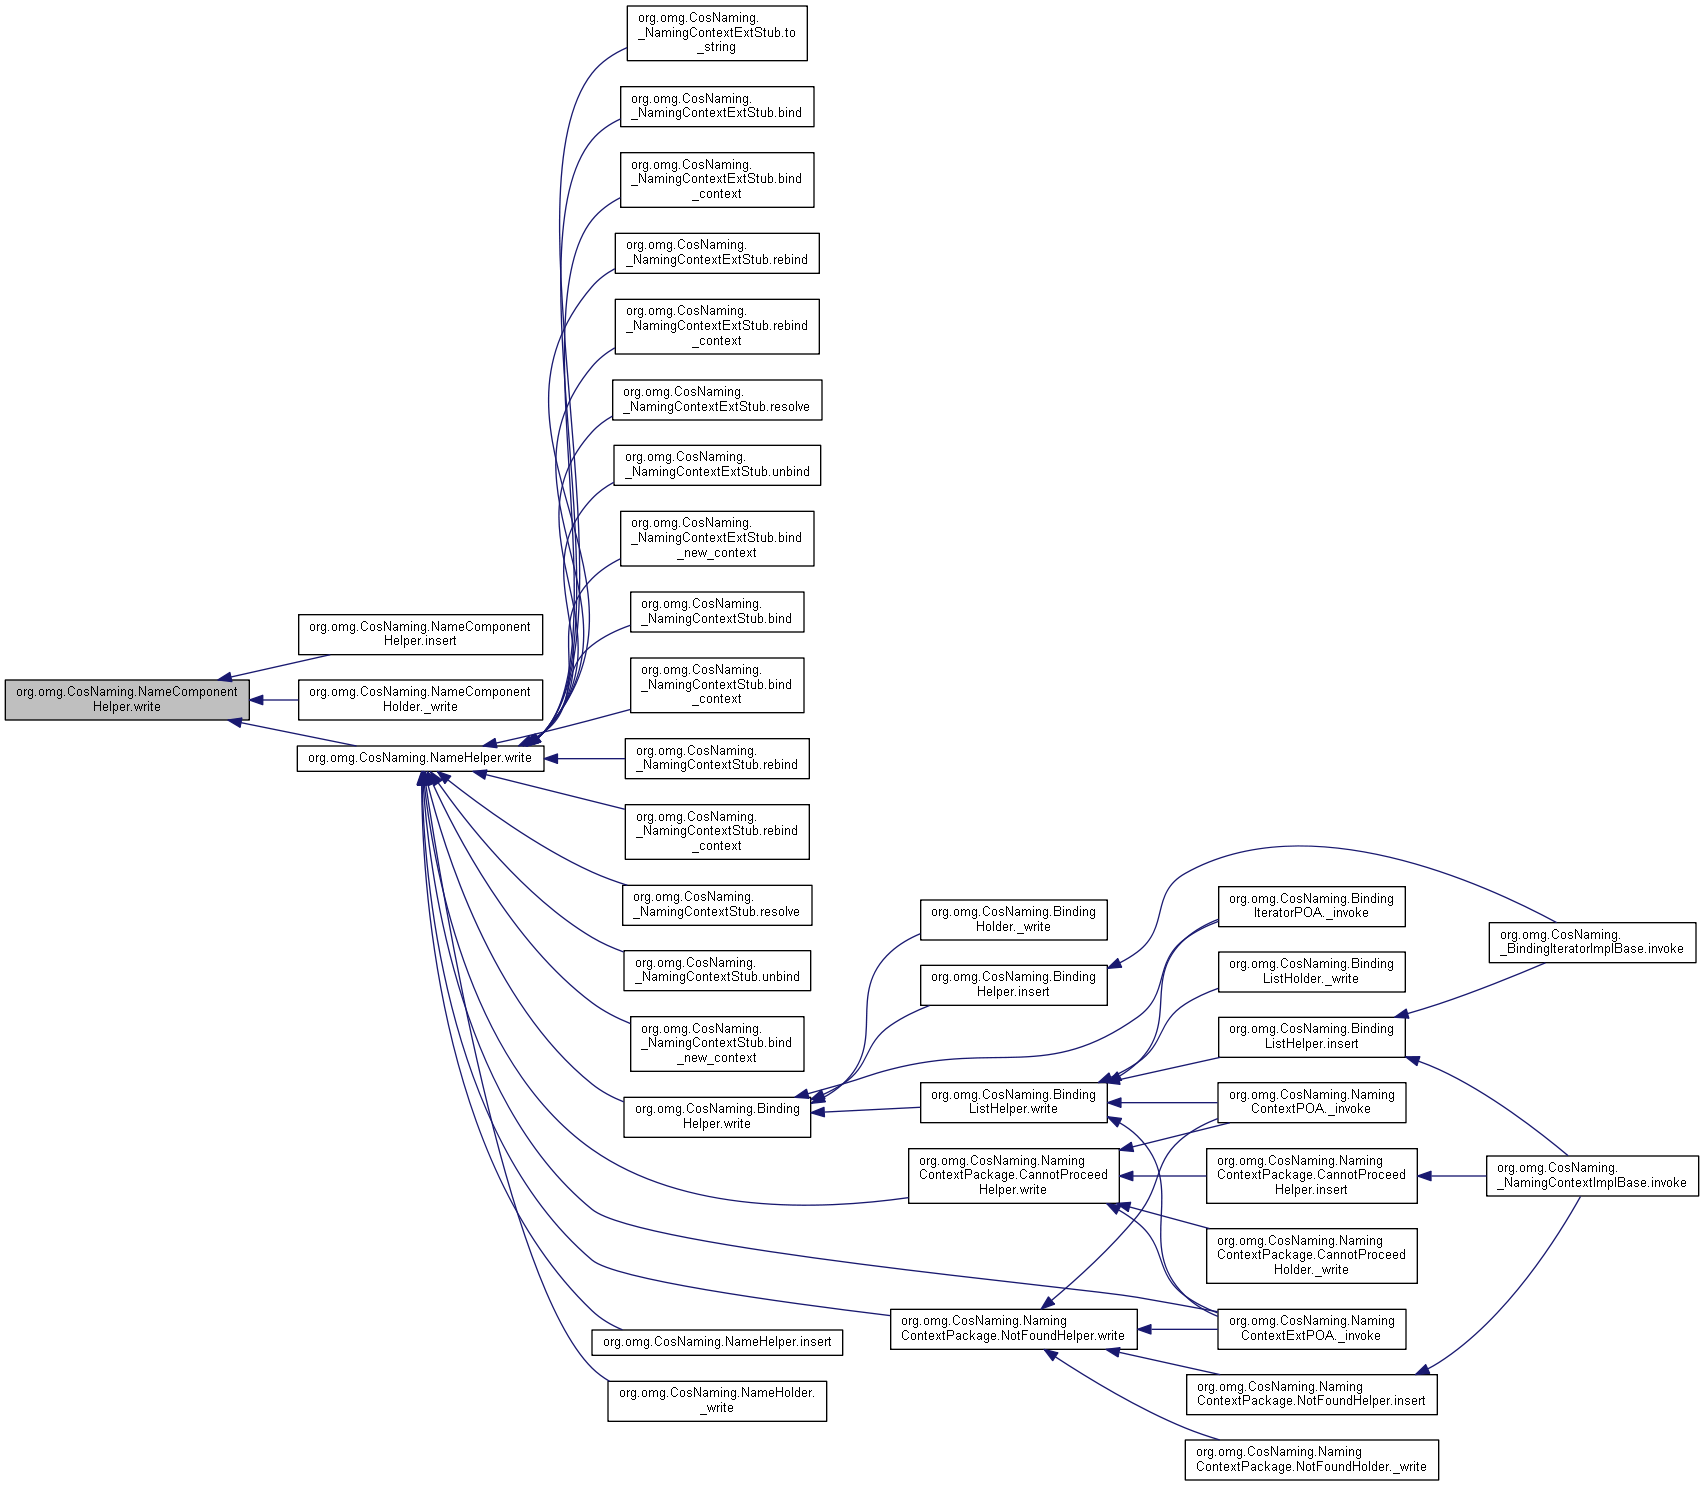 org.omg.CosNaming.
_NamingContextExtStub.to
_string
org.omg.CosNaming.
_NamingContextExtStub.bind
org.omg.CosNaming.
_NamingContextExtStub.bind
_context
org.omg.CosNaming.
_NamingContextExtStub.rebind
org.omg.CosNaming.
_NamingContextExtStub.rebind
_context
org.omg.CosNaming.
_NamingContextExtStub.resolve
org.omg.CosNaming.
_NamingContextExtStub.unbind
org.omg.CosNaming.
_NamingContextExtStub.bind
_new_context
org.omg.CosNaming.
_NamingContextStub.bind
org.omg.CosNaming.NameComponent
Helper.insert
org.omg.CosNaming.
_NamingContextStub.bind
_context
org.omg.CosNaming.NameComponent
Helper.write
org.omg.CosNaming.NameComponent
Holder._write
org.omg.CosNaming.NameHelper.write
org.omg.CosNaming.
_NamingContextStub.rebind
org.omg.CosNaming.
_NamingContextStub.rebind
_context
org.omg.CosNaming.
_NamingContextStub.resolve
org.omg.CosNaming.
_NamingContextStub.unbind
org.omg.CosNaming.
_NamingContextStub.bind
_new_context
org.omg.CosNaming.Binding
Helper.write
org.omg.CosNaming.NameHelper.insert
org.omg.CosNaming.NameHolder.
_write
org.omg.CosNaming.Binding
Holder._write
org.omg.CosNaming.Binding
Helper.insert
org.omg.CosNaming.Binding
ListHelper.write
org.omg.CosNaming.Naming
ContextPackage.CannotProceed
Helper.write
org.omg.CosNaming.Naming
ContextPackage.NotFoundHelper.write
org.omg.CosNaming.Binding
IteratorPOA._invoke
org.omg.CosNaming.Binding
ListHolder._write
org.omg.CosNaming.Binding
ListHelper.insert
org.omg.CosNaming.Naming
ContextPOA._invoke
org.omg.CosNaming.Naming
ContextPackage.CannotProceed
Helper.insert
org.omg.CosNaming.Naming
ContextPackage.CannotProceed
Holder._write
org.omg.CosNaming.Naming
ContextExtPOA._invoke
org.omg.CosNaming.Naming
ContextPackage.NotFoundHelper.insert
org.omg.CosNaming.Naming
ContextPackage.NotFoundHolder._write
org.omg.CosNaming.
_BindingIteratorImplBase.invoke
org.omg.CosNaming.
_NamingContextImplBase.invoke